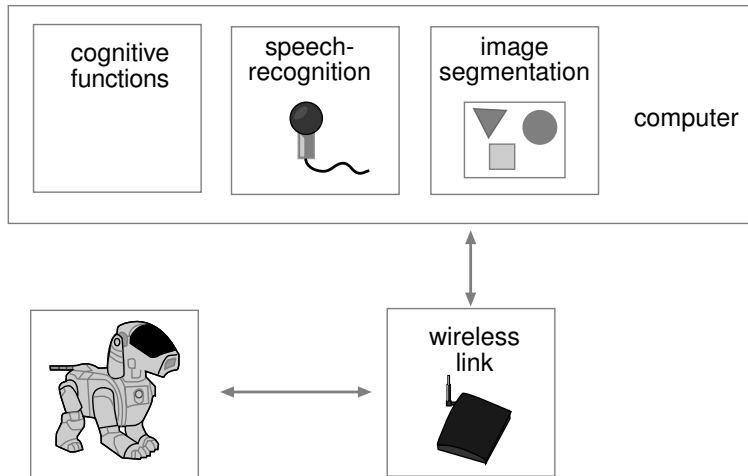 cognitive
functions
speech-
recognition
image
segmentation
computer
wireless
link